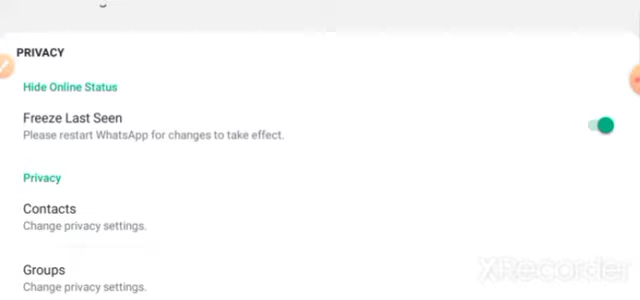 PRIVACY
Hide Online Status
Freeze Last Seen
Please restart WhatsApp for changes to take effect.
Privacy
Contacts
Change privacy settings.
Groups
Change privacy settings.
XRecorder